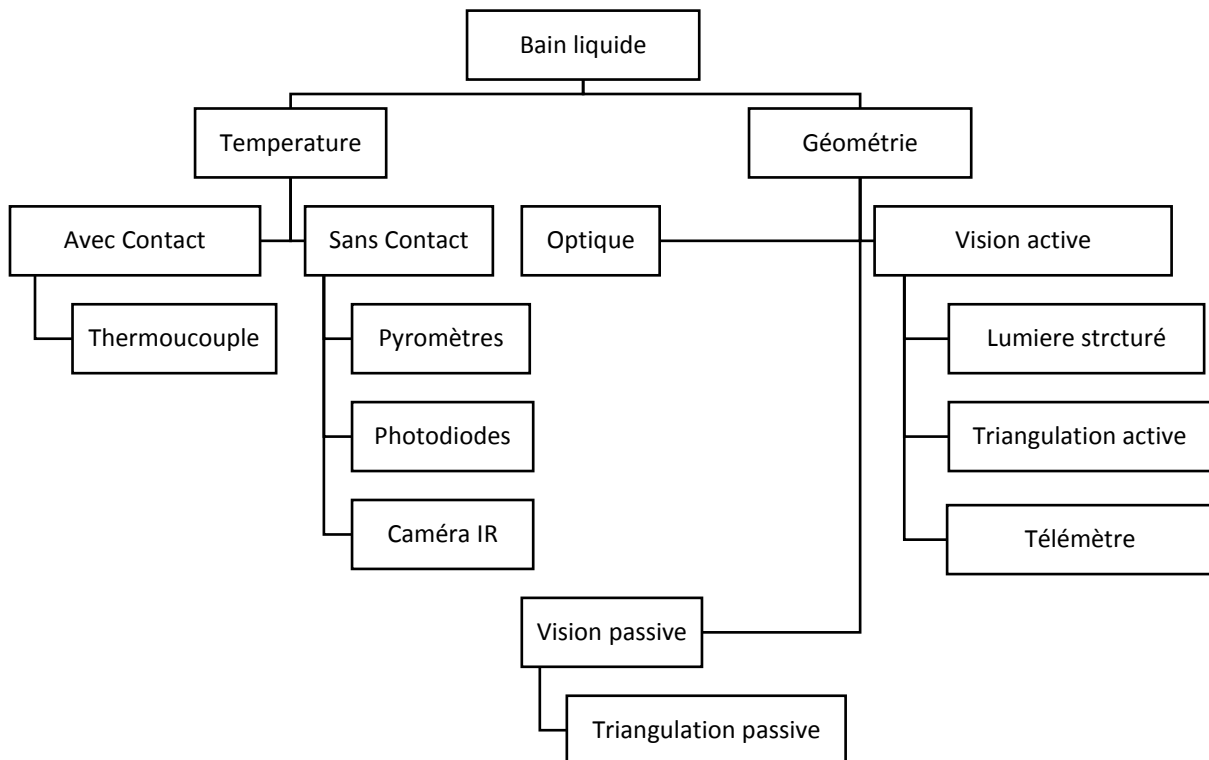 Bain liquide
Temperature
Géométrie
Avec Contact
Sans Contact
Optique
Vision active
Thermoucouple
Pyromètres
Lumiere strcturé
Photodiodes
Triangulation active
Caméra IR
Télémètre
Vision passive
Triangulation passive